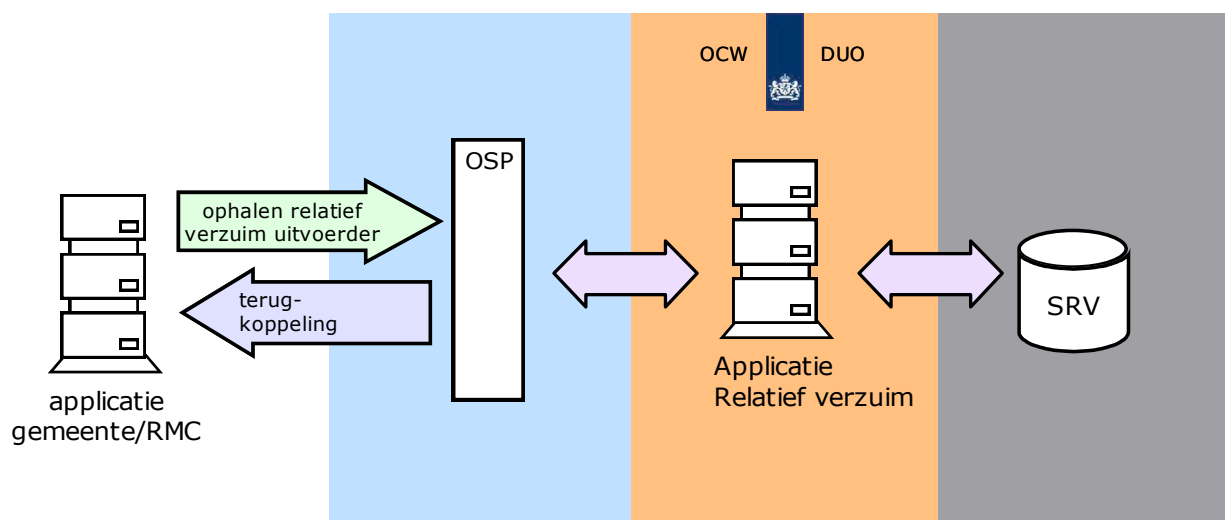 OCW DUO
OSP
ophalen relatief
verzuim uitvoerder
terug-
koppeling
SRV
Applicatie
Relatief verzuim
applicatie
gemeente/RMC